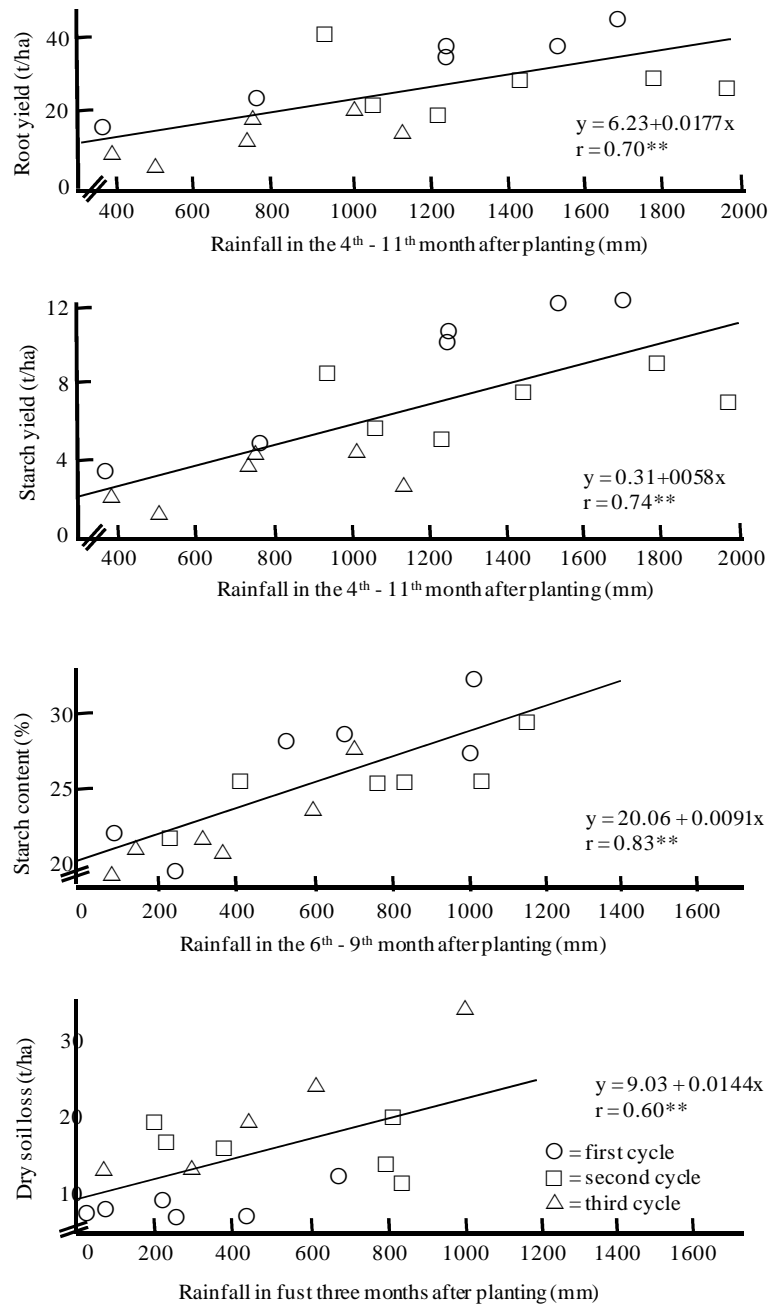 Root yield (t/ha)
40
20
0
y = 6.23+0.0177x
r = 0.70**
400 600 800 1000 1200 1400 1600 1800 2000
Rainfall in the 4th - 11th month after planting (mm)
Starch yield (t/ha)
12
8
4
0
y = 0.31+0058x
r = 0.74**
400 600 800 1000 1200 1400 1600 1800 2000
Rainfall in the 4th - 11th month after planting (mm)
Starch content (%)
30
25
20
y = 20.06 + 0.0091x
r = 0.83**
0 200 400 600 800 1000 1200 1400 1600
Rainfall in the 6th - 9th month after planting (mm)
Dry soil loss (t/ha)
30
20
10
y = 9.03 + 0.0144x
r = 0.60**
= first cycle
= second cycle
= third cycle
0 200 400 600 800 1000 1200 1400 1600
Rainfall in fust three months after planting (mm)